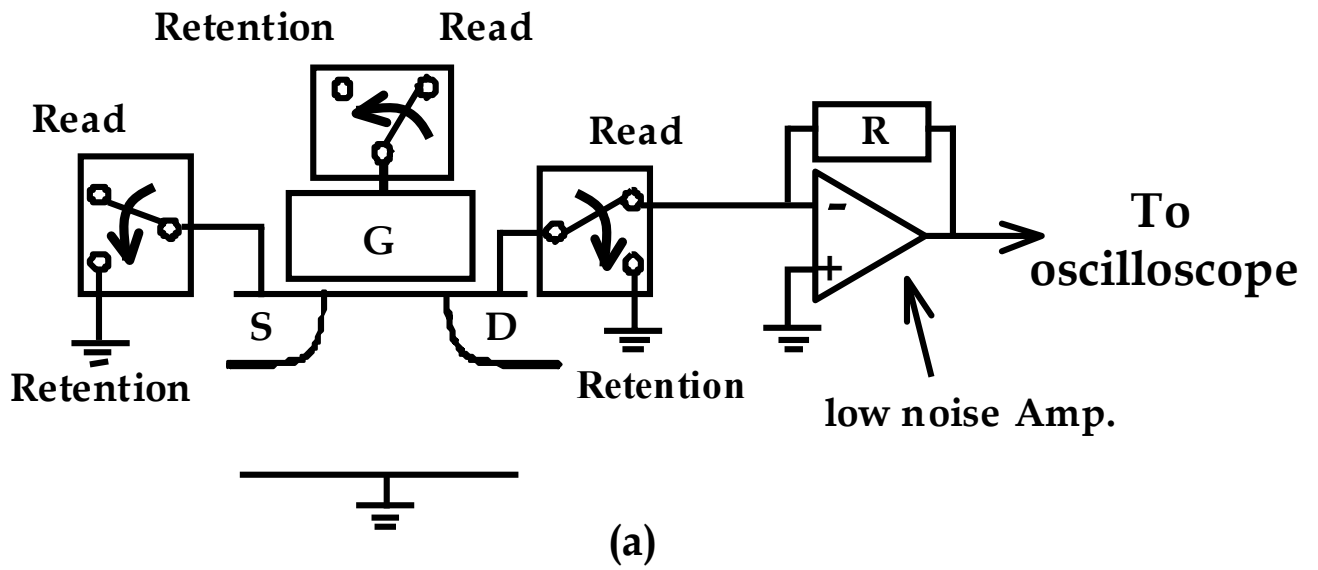 Retention Read
Read
Read
R
G
-
+
To
oscilloscope
S
D
Retention
Retention
low noise Amp.
(a)